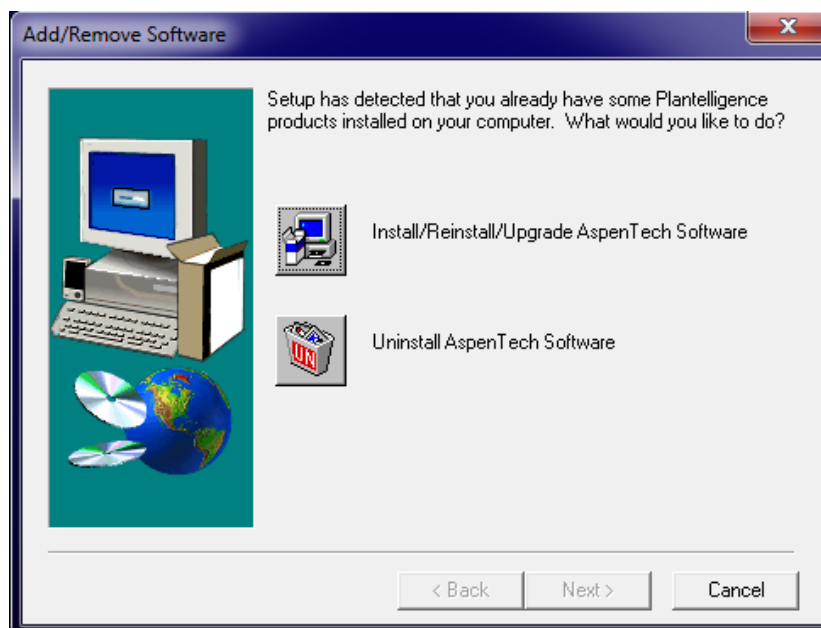 Add/Remove Software
Setup has detected that you already have some Plantelligence
products installed on your computer. What would you like to do?
Install/Reinstall/Upgrade AspenTech Software
UN
Uninstall AspenTech Software
< Back
Next >
Cancel